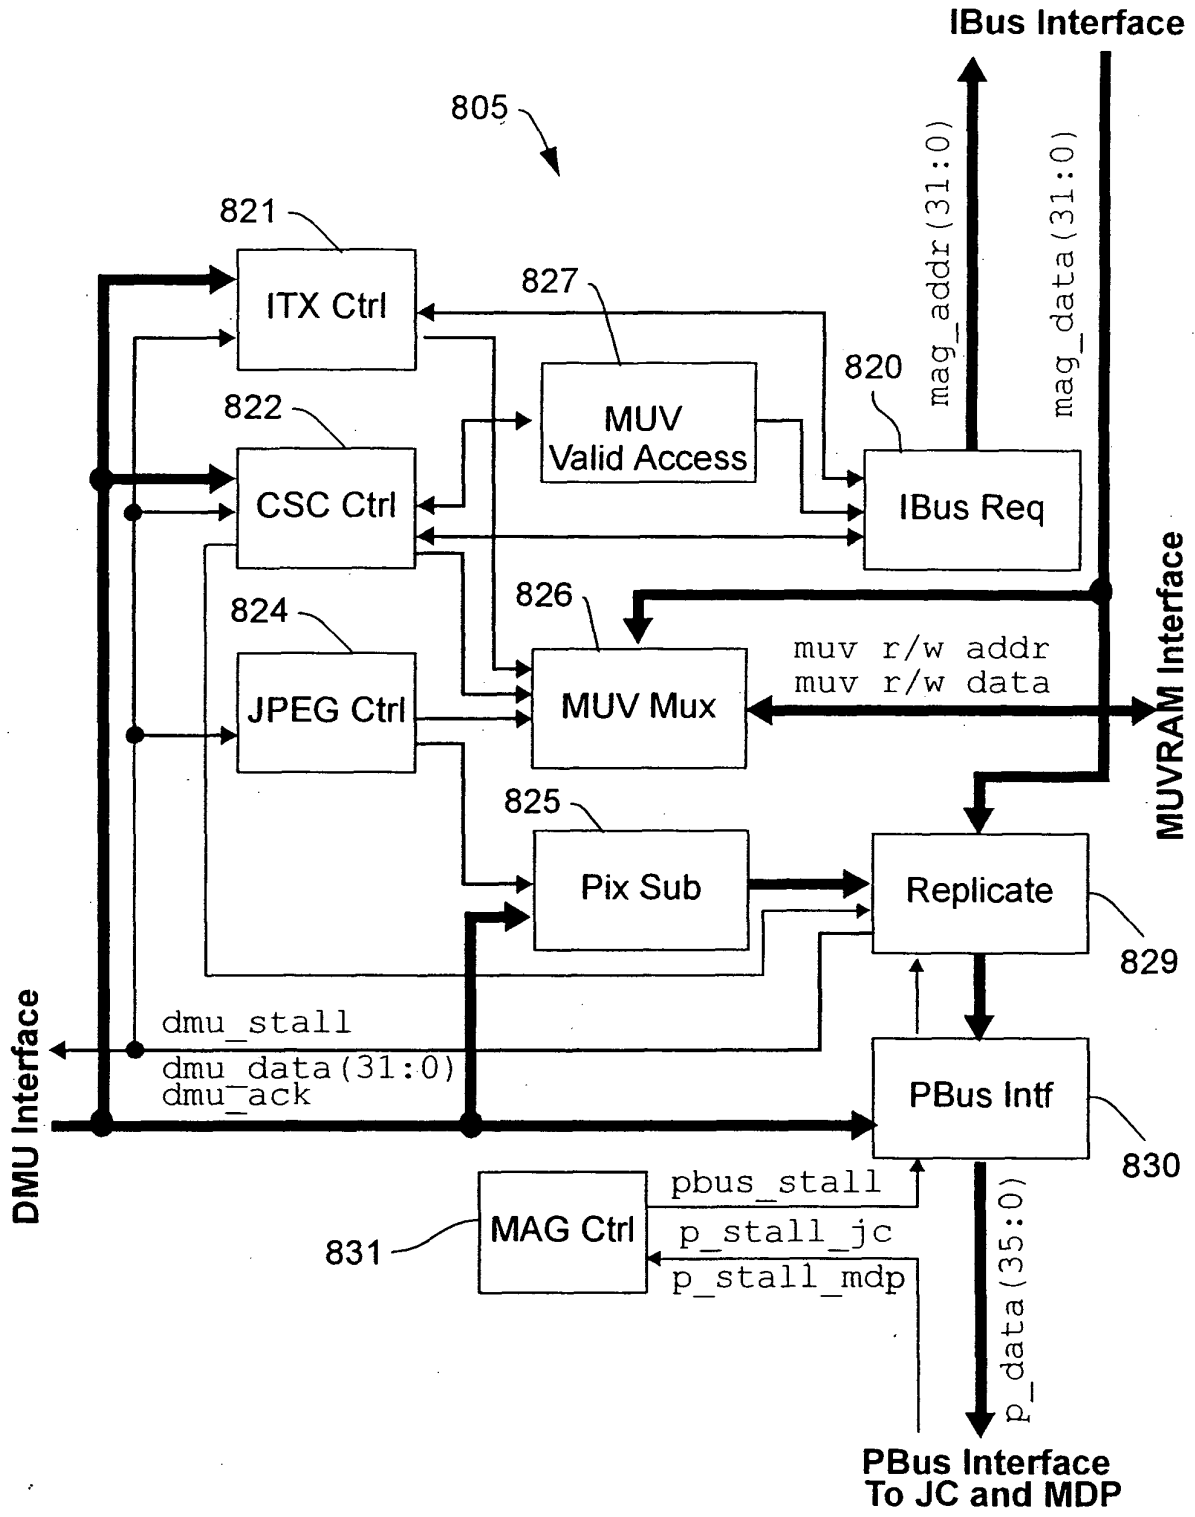 IBus Interface
805
mag_addr(31:0)
mag_data(31:0)
821
ITX Ctrl
827
MUV
Valid Access
820
IBus Req
822
CSC Ctrl
824
JPEG Ctrl
826
MUV Mux
muv r/w addr
muv r/w data
MUVRAM Interface
825
Pix Sub
Replicate
829
DMU Interface
dmu_stall
dmu_data(31:0)
dmu_ack
PBus Intf
830
831
MAG Ctrl
pbus_stall
p_stall_jc
p_stall_mdp
p_data(35:0)
PBus Interface
To JC and MDP